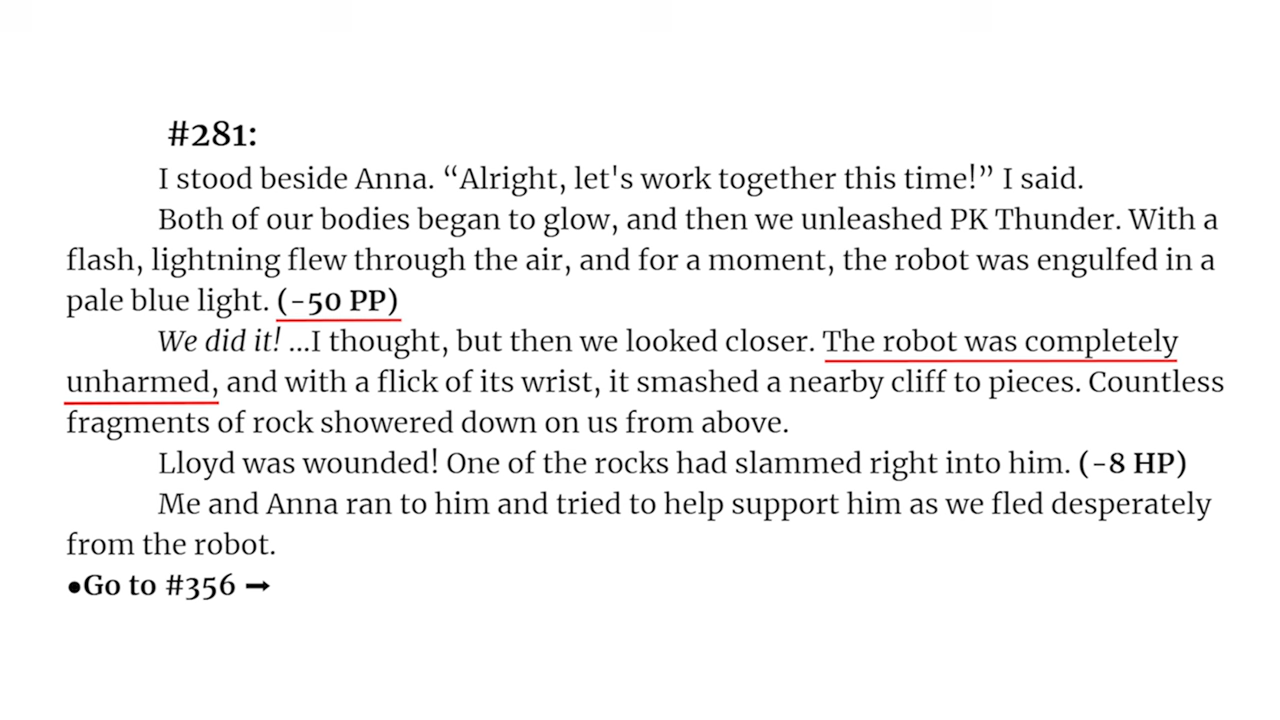 #281:
I stood beside Anna. “Alright, let's work together this time!” I said.
Both of our bodies began to glow, and then we unleashed PK Thunder. With a
flash, lightning flew through the air, and for a moment, the robot was engulfed in a
pale blue light. (-50 PP)
We did it! ...I thought, but then we looked closer. The robot was completely
unharmed, and with a flick of its wrist, it smashed a nearby cliff to pieces. Countless
fragments of rock showered down on us from above.
Lloyd was wounded! One of the rocks had slammed right into him. (-8 HP)
Me and Anna ran to him and tried to help support him as we fled desperately
from the robot.
●Go to #356 ➞